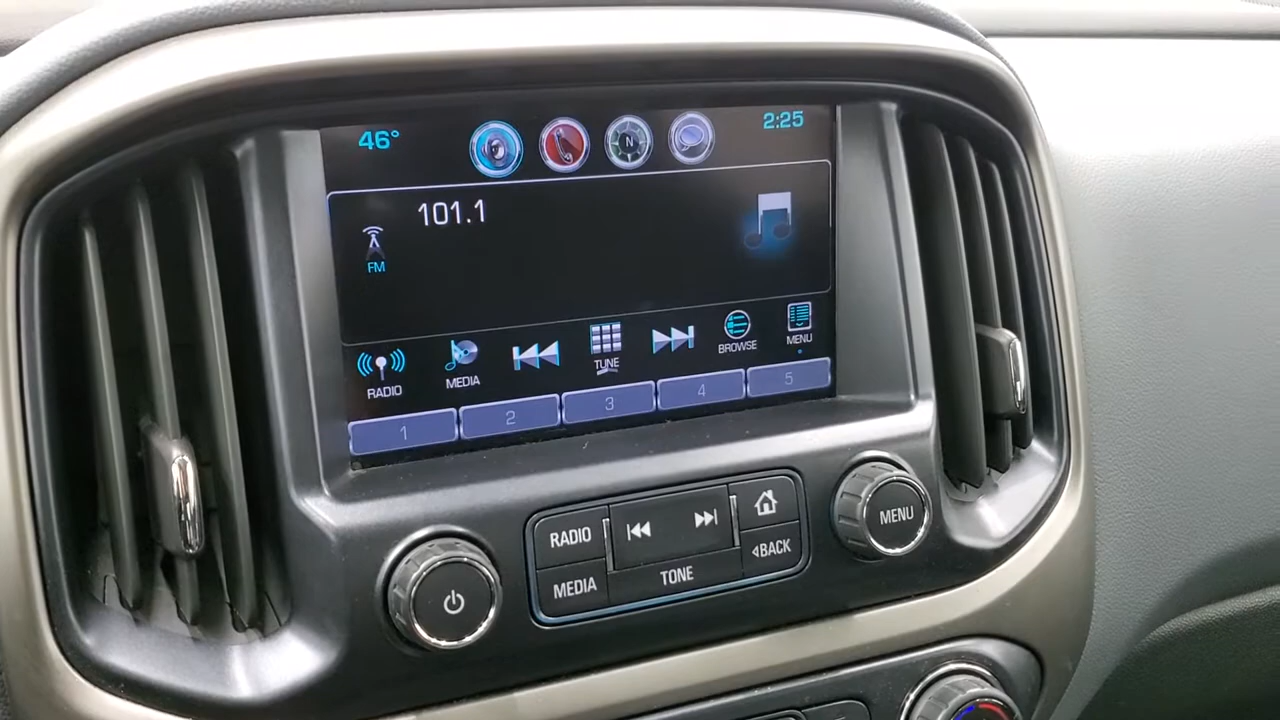 46°
N
2:25
101.1
FM
RADIO
MEDIA
TUNE
BROWSE
MENU
1
2
3
4
5
RADIO
MEDIA
TONE
BACK
MENU